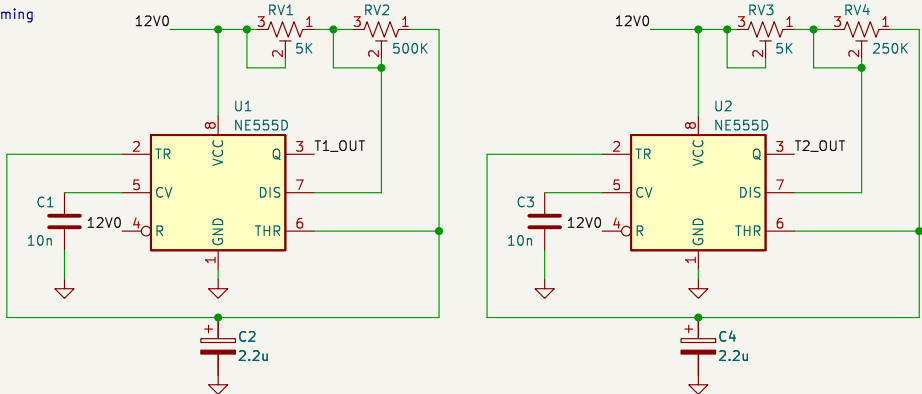 ming
12V0
3 RV1 1
5K
2
3 RV2 1
500K
2
U1
NE555D
8
VCC
2 TR
Q 3 T1_OUT
5 CV
DIS 7
C1
10n
12V0 4 R
GND
THR 6
1
+ C2
2.2u
12V0
3 RV3 1
5K
2
3 RV4 1
250K
2
U2
NE555D
8
VCC
2 TR
Q 3 T2_OUT
5 CV
DIS 7
C3
10n
12V0 4 R
GND
THR 6
1
+ C4
2.2u